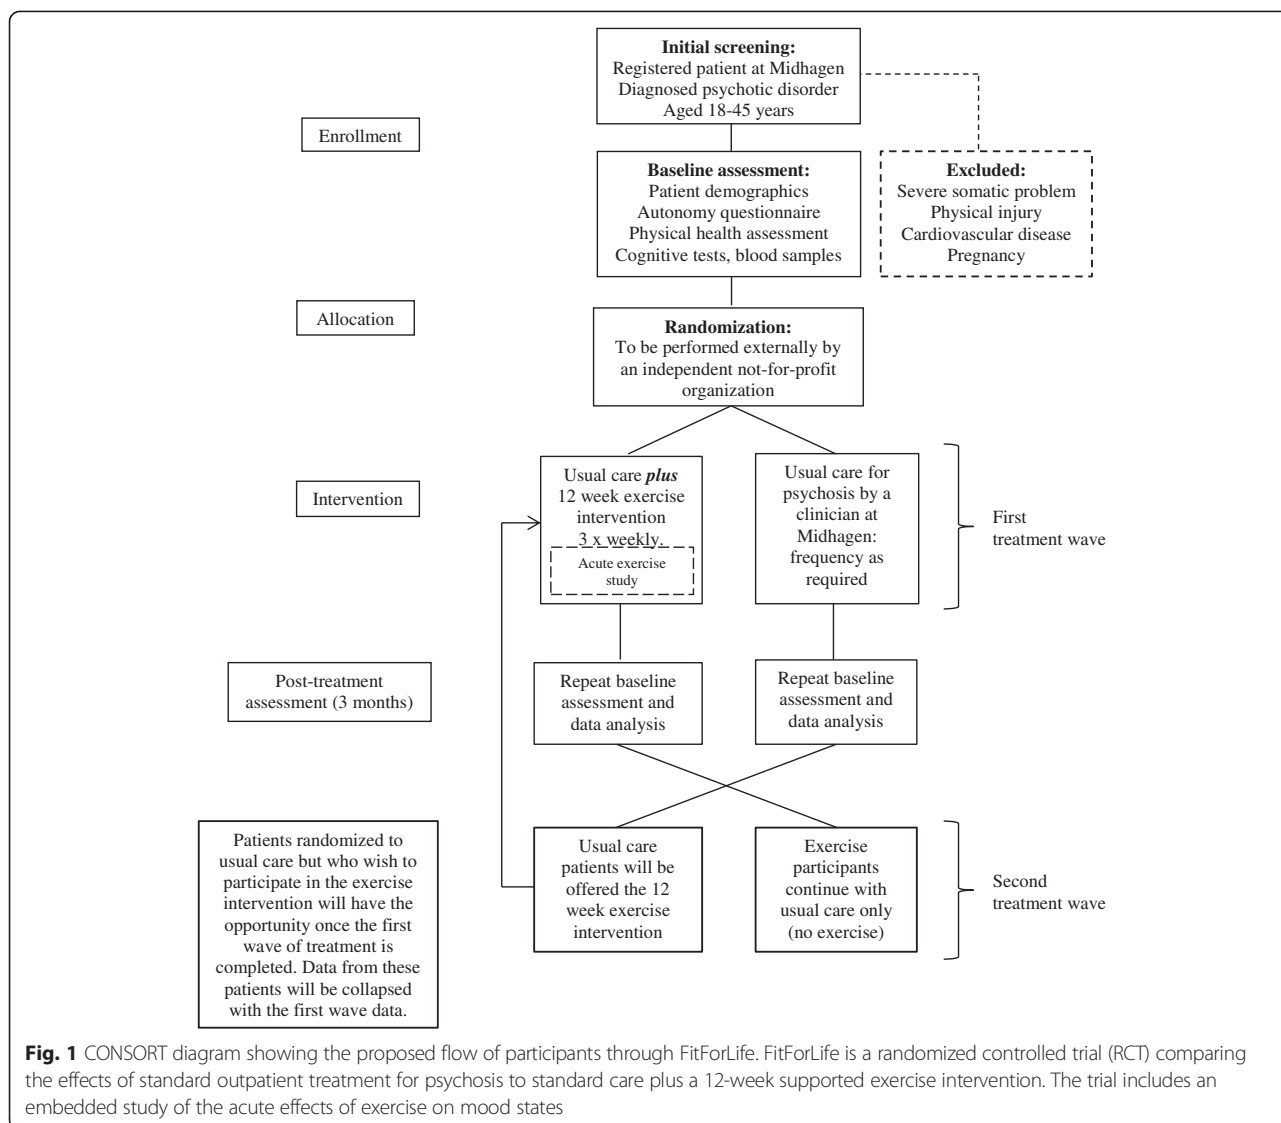 Initial screening:
Registered patient at Midhagen
Diagnosed psychotic disorder
Aged 18-45 years
Enrollment
Baseline assessment:
Patient demographics
Autonomy questionnaire
Physical health assessment
Cognitive tests, blood samples
Excluded:
Severe somatic problem
Physical injury
Cardiovascular disease
Pregnancy
Allocation
Randomization:
To be performed externally by
an independent not-for-profit
organization
Intervention
Usual care plus
12 week exercise
intervention
3 x weekly.
Acute exercise
study
Usual care for
psychosis by a
clinician at
Midhagen:
frequency as
required
First
treatment wave
Post-treatment
assessment (3 months)
Repeat baseline
assessment and
data analysis
Repeat baseline
assessment and
data analysis
Patients randomized to
usual care but who wish to
participate in the exercise
intervention will have the
opportunity once the first
wave of treatment is
completed. Data from these
patients will be collapsed
with the first wave data.
Usual care
patients will be
offered the 12
week exercise
intervention
Exercise
participants
continue with
usual care only
(no exercise)
Second
treatment wave
Fig. 1 CONSORT diagram showing the proposed flow of participants through FitForLife. FitForLife is a randomized controlled trial (RCT) comparing
the effects of standard outpatient treatment for psychosis to standard care plus a 12-week supported exercise intervention. The trial includes an
embedded study of the acute effects of exercise on mood states